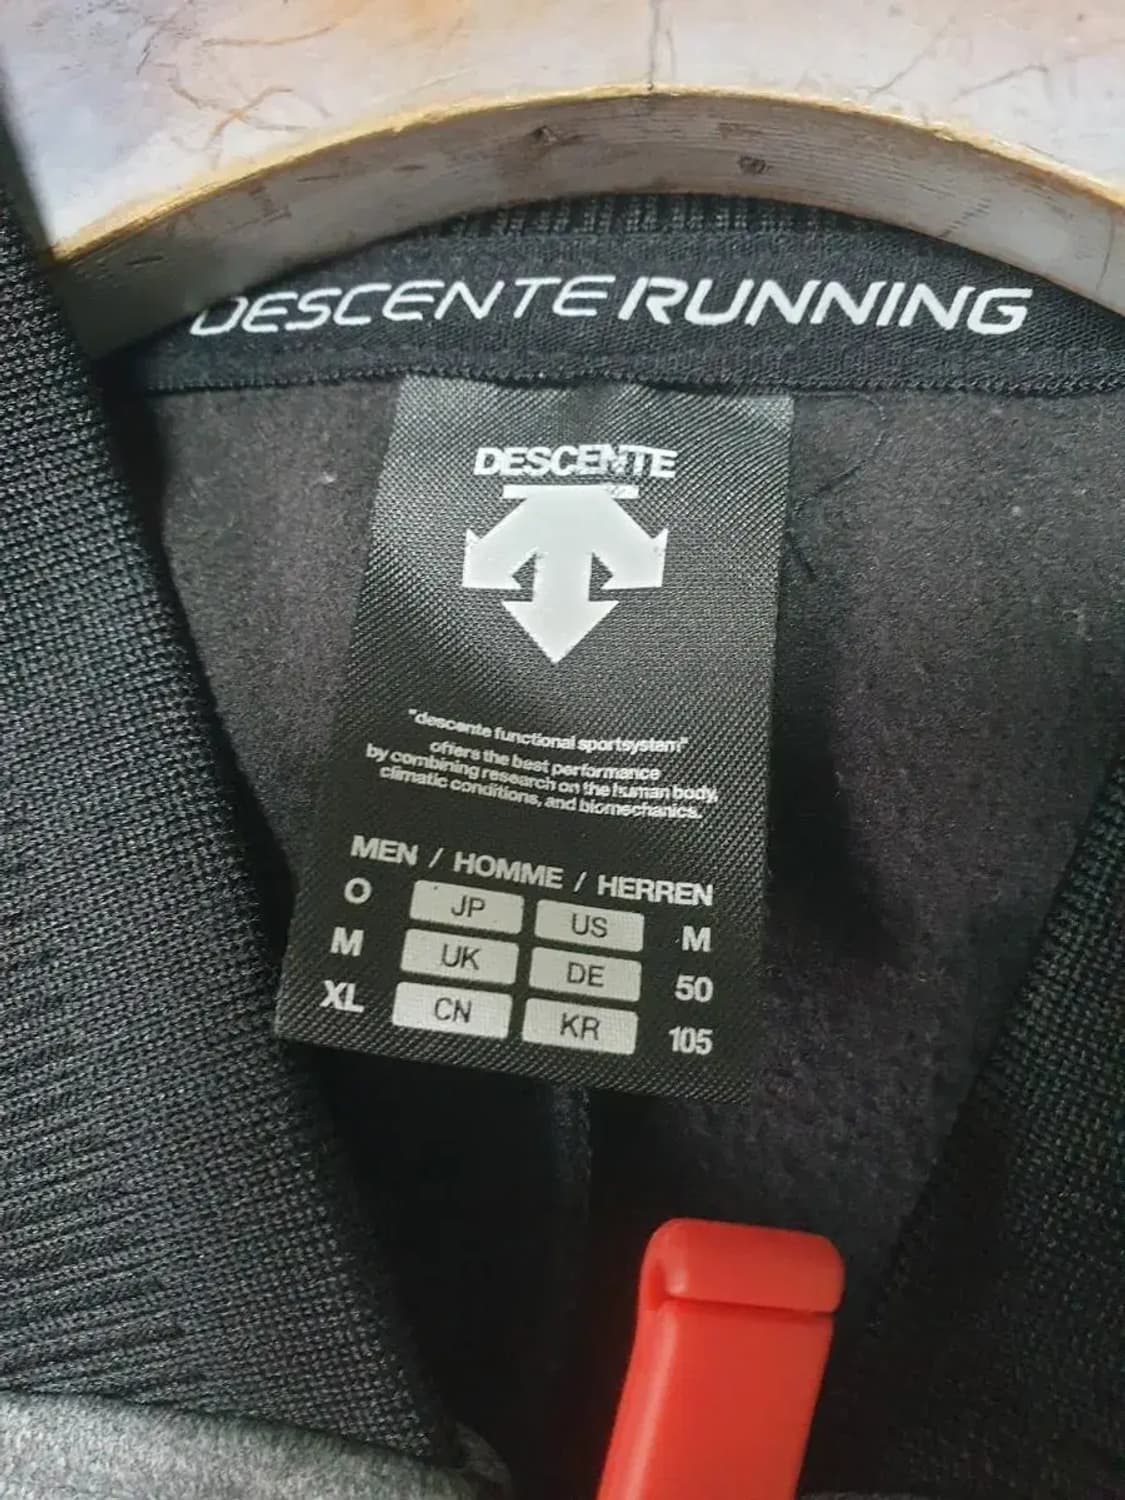 DESCENTE RUNNING
DESCENTE
"descente functional sportsystem"
offers the best performance
by combining research on the human body,
climatic conditions, and biomechanics.
MEN / HOMME / HERREN
O JP US M
M UK DE 50
XL CN KR 105